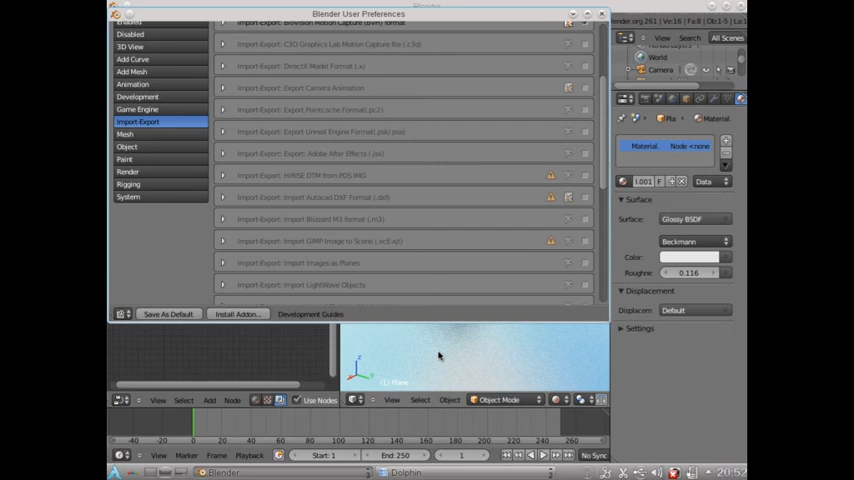 Blender
Blender User Preferences
Disabled
3D View
Add Curve
Add Mesh
Animation
Development
Game Engine
Import-Export
Mesh
Object
Paint
Render
Rigging
System
Import-Export: C3D Graphics Lab Motion Capture file (.c3d)
Import-Export: DirectX Model Format (.x)
Import-Export: Export Camera Animation
Import-Export: Export Pointcache Format(.pc2)
Import-Export: Export Unreal Engine Format(.psk/.psa)
Import-Export: Export: Adobe After Effects (.jsx)
Import-Export: HiRISE DTM from PDS IMG
Import-Export: Import Autocad DXF Format (.dxf)
Import-Export: Import Blizzard M3 format (.m3)
Import-Export: Import GIMP Image to Scene (.xcf/.xjt)
Import-Export: Import Images as Planes
Import-Export: Import LightWave Objects
Save As Default
Install Addon...
Development Guides
View Search All Scenes
World
Camera
Pla Material.
Material. Node <none
F Data
Surface
Surface: Glossy BSDF
Beckmann
Color:
Roughne 0.116
Displacement
Displacem Default
Settings
z
(1) Plane
View Select Add Node Use Nodes
View Select Object Object Mode
-40 -20 0 20 40 60 80 100 120 140 160 180 200 220 240 260
View Marker Frame Playback Start: 1 End: 250 1 No Sync
Blender Dolphin 20:52